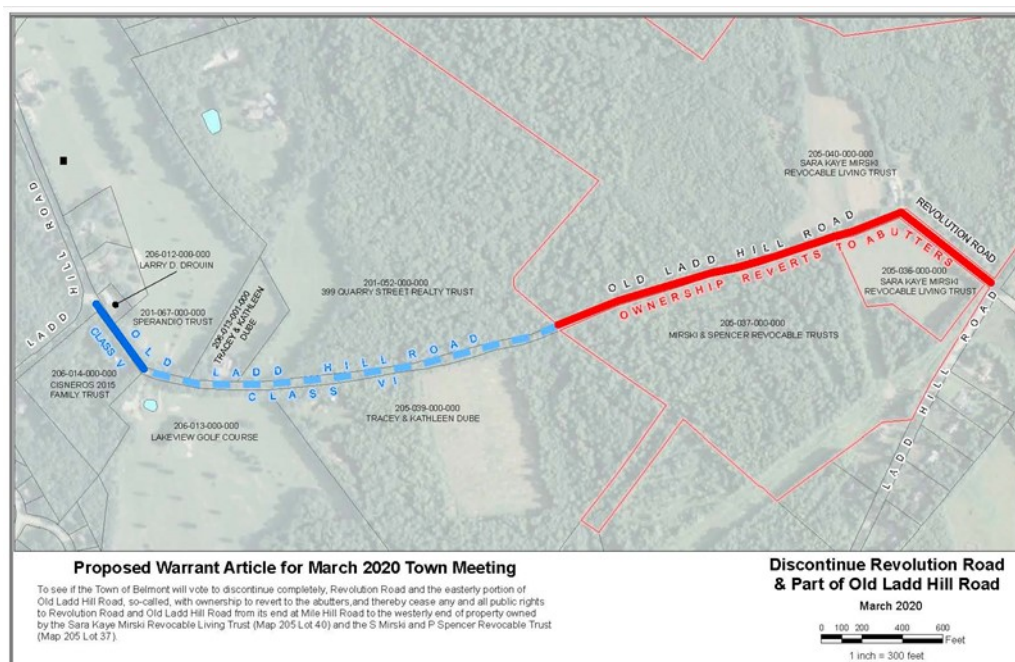 205-040-000-000
SARA KAYE MIRSKI
REVOCABLE LIVING TRUST
REVOLUTION ROAD
OLD LADD HILL ROAD
OWNERSHIP REVERTS TO ABUTTERS
205-036-000-000
SARA KAYE MIRSKI
REVOCABLE LIVING TRUST
LADD HILL ROAD
206-012-000-000
LARRY D. DROUIN
201-052-000-000
399 QUARRY STREET REALTY TRUST
201-067-000-000
SPERANDIO TRUST
206-013-001-000
TRACEY & KATHLEEN
DUBE
205-037-000-000
MIRSKI & SPENCER REVOCABLE TRUSTS
LADD
CLASS V
OLD LADD HILL ROAD
CLASS VI
206-014-000-000
CISNEROS 2015
FAMILY TRUST
205-039-000-000
TRACEY & KATHLEEN DUBE
206-013-000-000
LAKEVIEW GOLF COURSE
LADD HILL ROAD
Proposed Warrant Article for March 2020 Town Meeting
To see if the Town of Belmont will vote to discontinue completely, Revolution Road and the easterly portion of
Old Ladd Hill Road, so-called, with ownership to revert to the abutters,and thereby cease any and all public rights
to Revolution Road and Old Ladd Hill Road from its end at Mile Hill Road to the westerly end of property owned
by the Sara Kaye Mirski Revocable Living Trust (Map 205 Lot 40) and the S Mirski and P Spencer Revocable Trust
(Map 205 Lot 37).
Discontinue Revolution Road
& Part of Old Ladd Hill Road
March 2020
0 100 200 400 600
Feet
1 inch = 300 feet